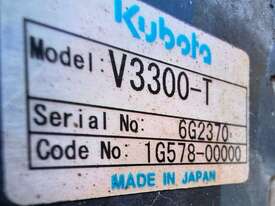 Kubota
Model: V3300-T
Serial No: 6G2370
Code No: 1G578-00000
MADE IN JAPAN